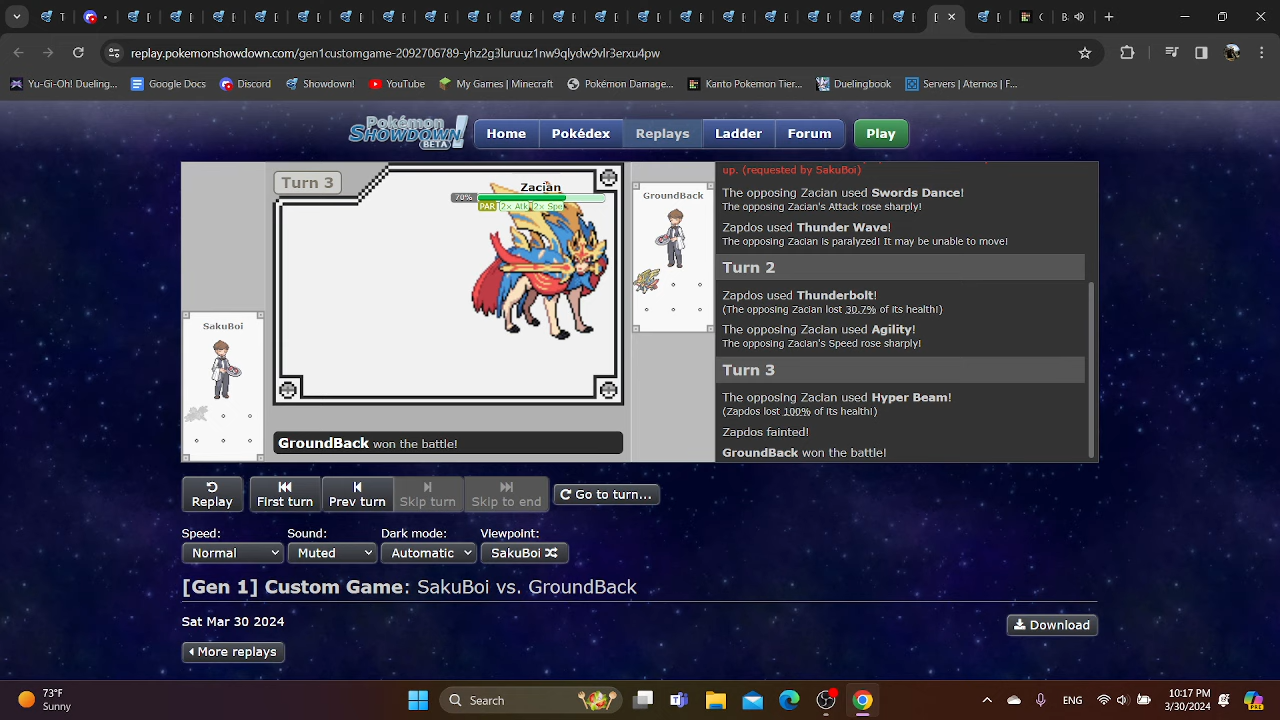 replay.pokemonshowdown.com/gen1customgame-2092706789-yhz2g3luruuz1nw9qlydw9vlr3erxu4pw
Yu-Gi-Oh! Dueling...
Google Docs
Discord
Showdown!
YouTube
My Games | Minecraft
Pokémon Damage...
Kanto Pokemon Tier...
Duelingbook
Servers | Aternos | F...
Pokémon SHOWDOWN! BETA
Home
Pokédex
Replays
Ladder
Forum
Play
Turn 3
Zacian
70%
PAR 2× Atk 2× Spe
SakuBoi
GroundBack won the battle!
GroundBack
up. (requested by SakuBoi)
The opposing Zacian used Swords Dance!
The opposing Zacian's Attack rose sharply!
Zapdos used Thunder Wave!
The opposing Zacian is paralyzed! It may be unable to move!
Turn 2
Zapdos used Thunderbolt!
(The opposing Zacian lost 30.7% of its health!)
The opposing Zacian used Agility!
The opposing Zacian's Speed rose sharply!
Turn 3
The opposing Zacian used Hyper Beam!
(Zapdos lost 100% of its health!)
Zapdos fainted!
GroundBack won the battle!
Replay
First turn
Prev turn
Skip turn
Skip to end
Go to turn...
Speed:
Sound:
Dark mode:
Viewpoint:
Normal
Muted
Automatic
SakuBoi
[Gen 1] Custom Game: SakuBoi vs. GroundBack
Sat Mar 30 2024
Download
More replays
73°F
Sunny
Search
ENG
10:17 PM
3/30/2024
PRE